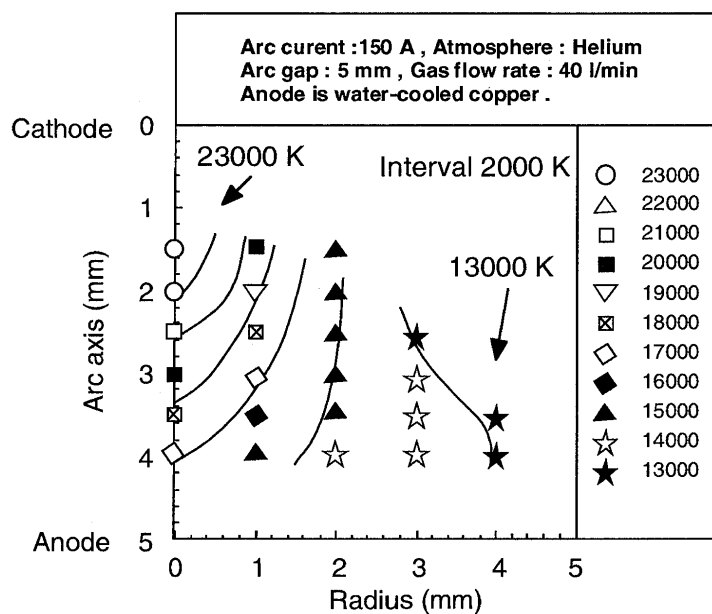 Arc curent :150 A , Atmosphere : Helium
Arc gap : 5 mm , Gas flow rate : 40 l/min
Anode is water-cooled copper .
Cathode
0
1
2
3
4
5
Anode
Arc axis (mm)
23000 K
Interval 2000 K
13000 K
23000
22000
21000
20000
19000
18000
17000
16000
15000
14000
13000
0 1 2 3 4 5
Radius (mm)